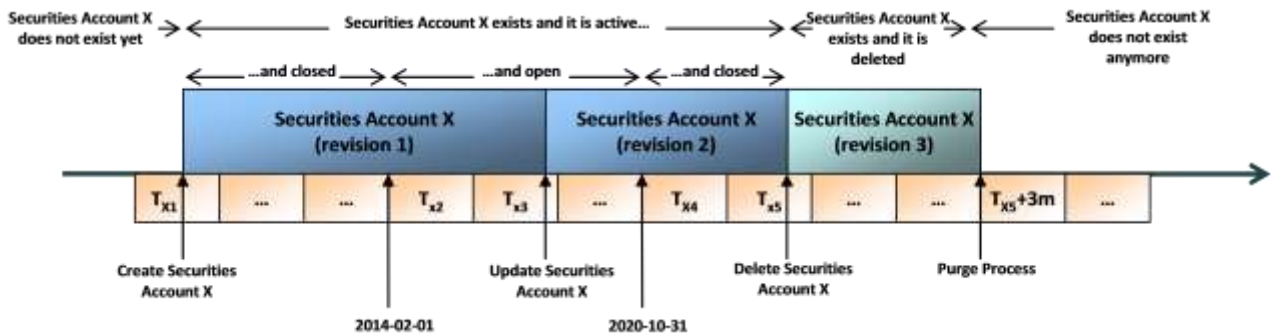 Securities Account X
does not exist yet
Securities Account X exists and it is active...
Securities Account X
exists and it is
deleted
Securities Account X
does not exist
anymore
...and closed
...and open
...and closed
Securities Account X
(revision 1)
Securities Account X
(revision 2)
Securities Account X
(revision 3)
TX1
...
...
Tx2
Tx3
...
TX4
Tx5
...
...
TX5+3m
...
Create Securities
Account X
Update Securities
Account X
Delete Securities
Account X
Purge Process
2014-02-01
2020-10-31